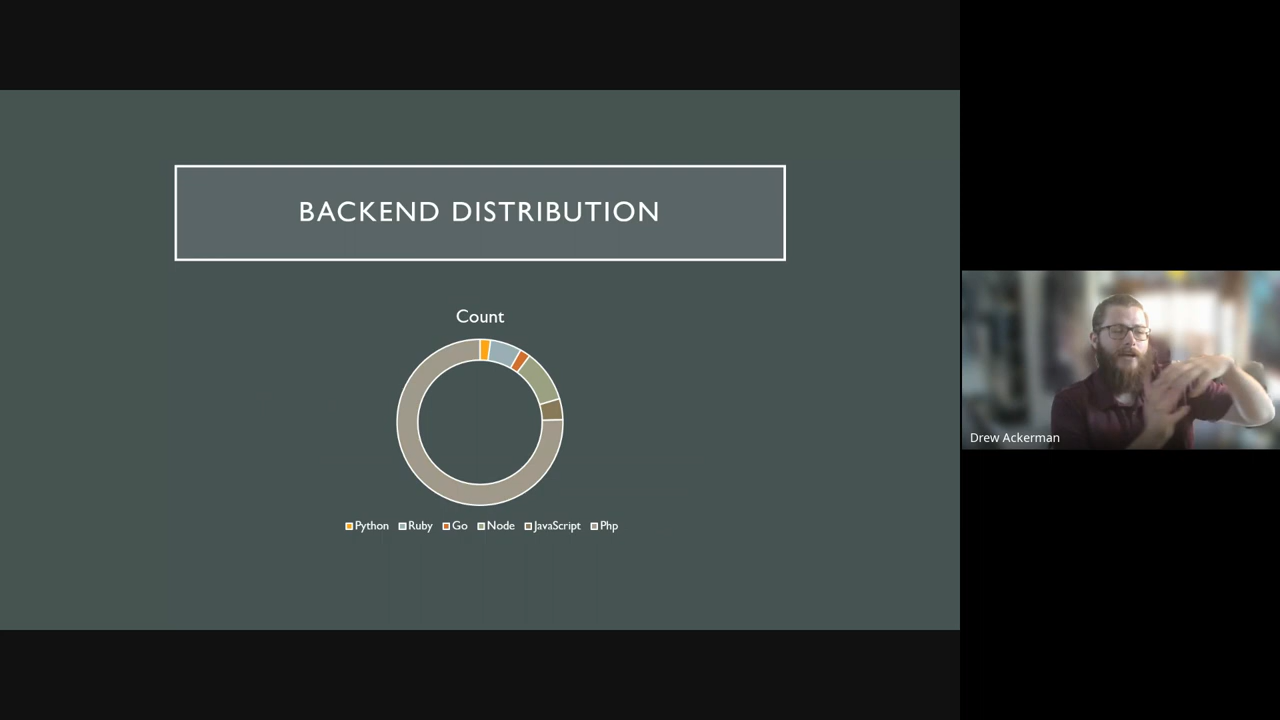 BACKEND DISTRIBUTION
Count
Python Ruby Go Node JavaScript Php
Drew Ackerman